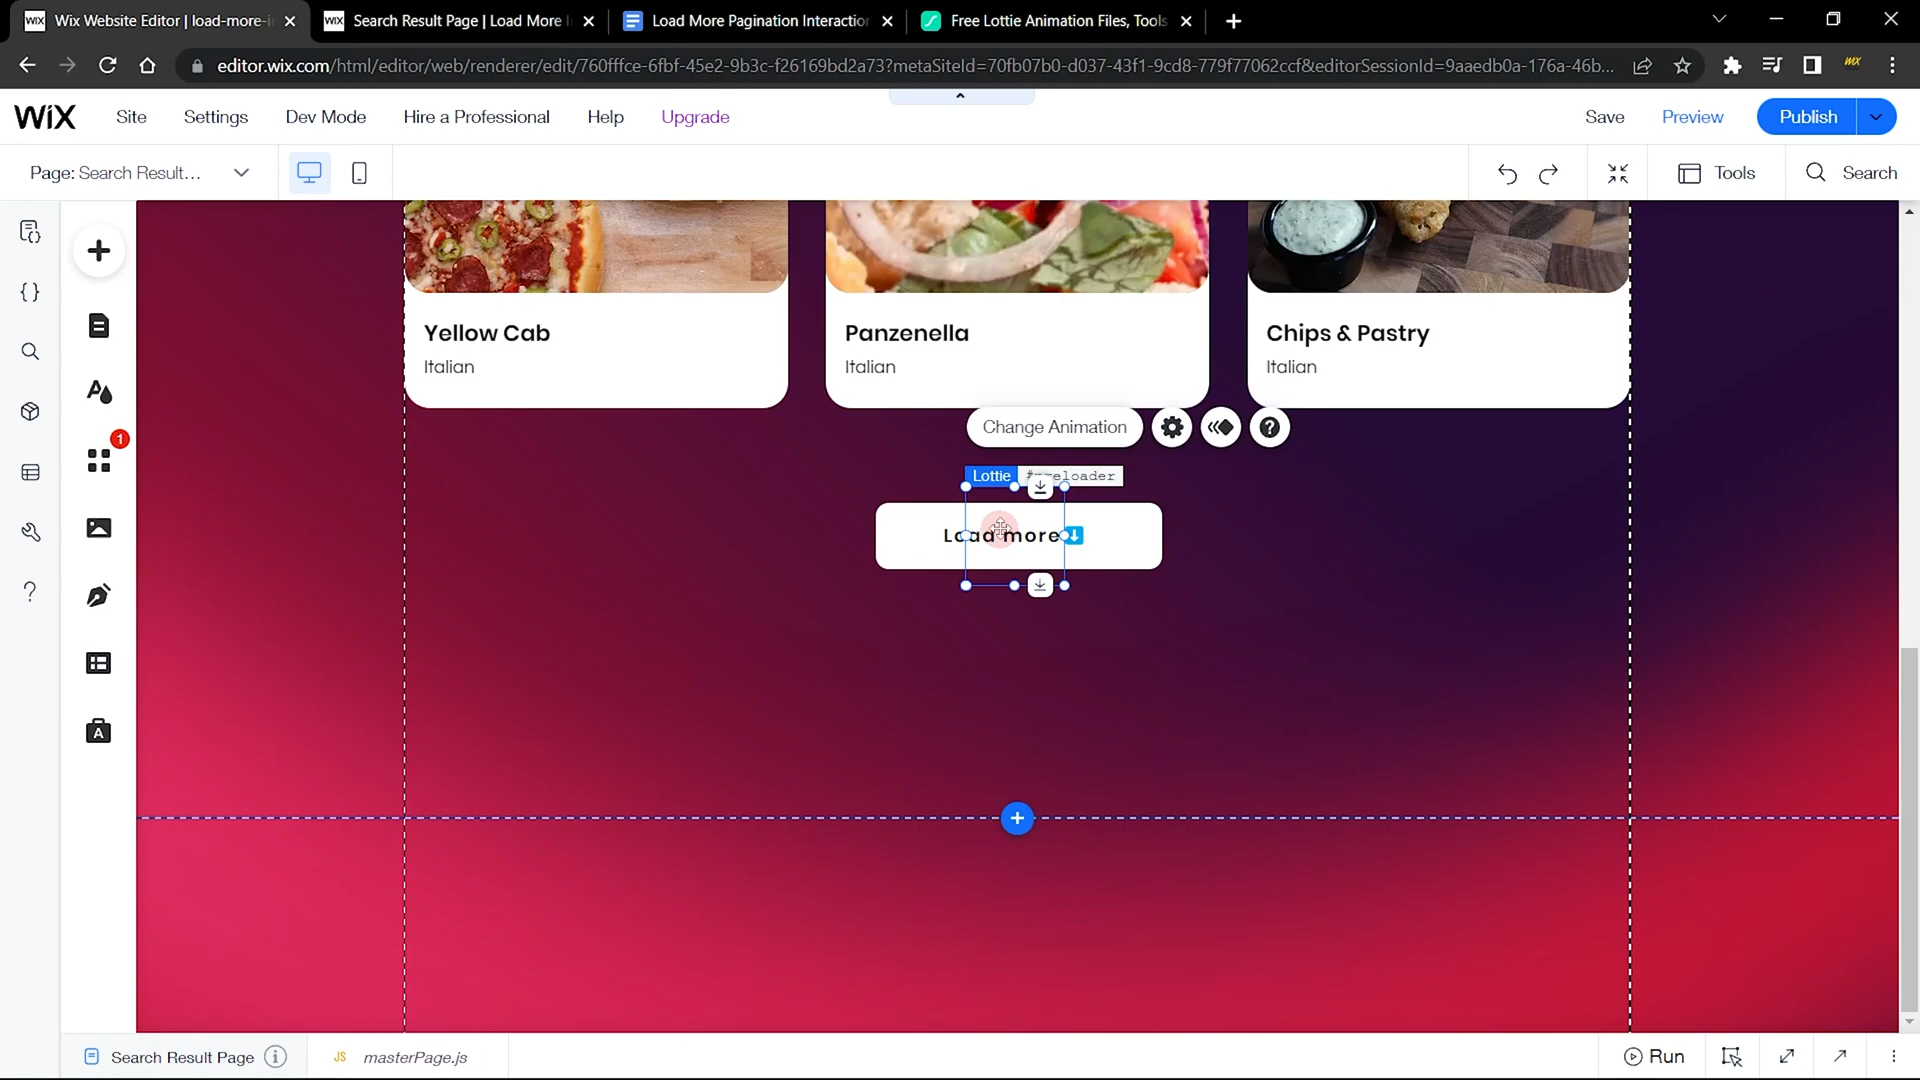 Wix Website Editor | load-more-i
Search Result Page | Load More I
Load More Pagination Interaction
Free Lottie Animation Files, Tools
editor.wix.com/html/editor/web/renderer/edit/760fffce-6fbf-45e2-9b3c-f26169bd2a73?metaSiteId=70fb07b0-d037-43f1-9cd8-779f77062ccf&editorSessionId=9aaedb0a-176a-46b...
WiX
Site
Settings
Dev Mode
Hire a Professional
Help
Upgrade
Save
Preview
Publish
Page: Search Result...
Tools
Search
1
Yellow Cab
Italian
Panzenella
Italian
Chips & Pastry
Italian
Change Animation
Lottie
#preloader
Load more
Search Result Page
JS masterPage.js
Run